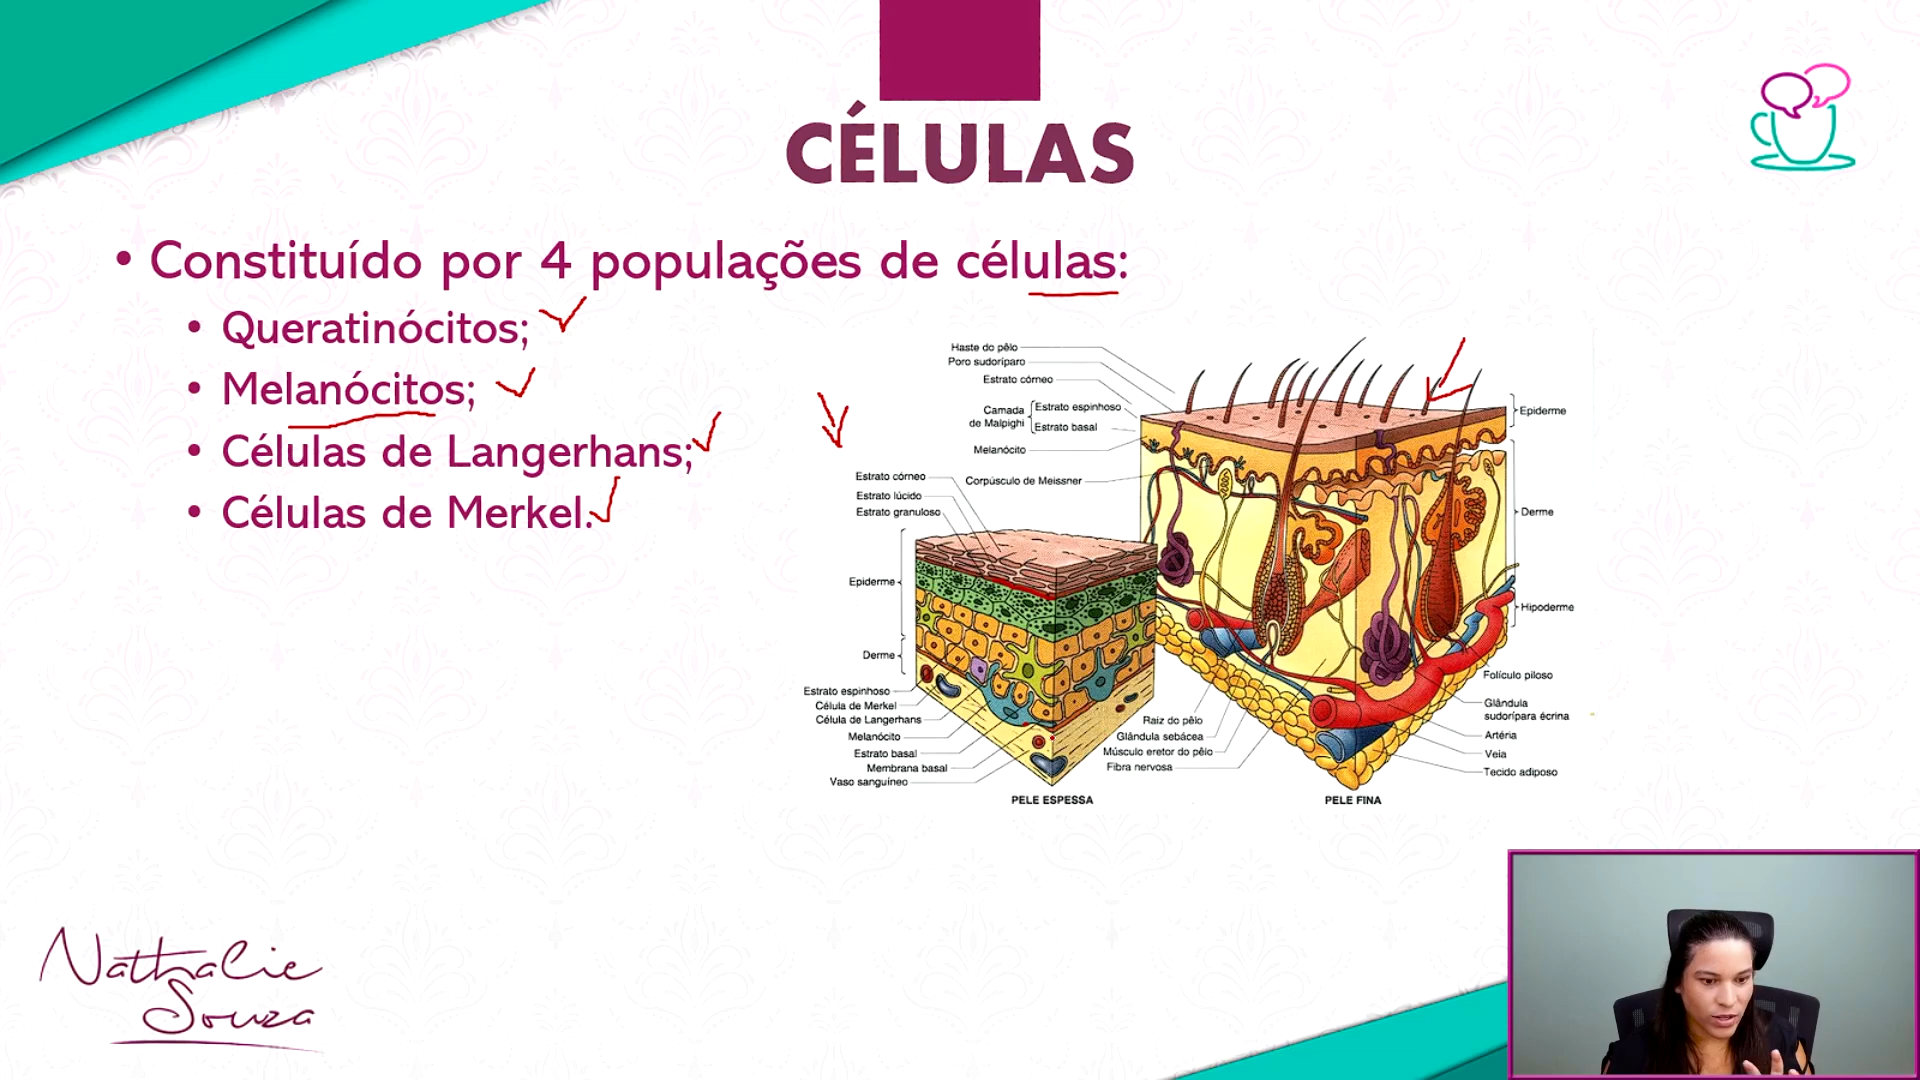 CÉLULAS
• Constituído por 4 populações de células:
• Queratinócitos;
• Melanócitos;
• Células de Langerhans;
• Células de Merkel.
Haste do pêlo
Poro sudoríparo
Estrato córneo
Camada de Malpighi
Estrato espinhoso
Estrato basal
Melanócito
Corpúsculo de Meissner
Epiderme
Derme
Hipoderme
Folículo piloso
Glândula
sudorípara écrina
Artéria
Veia
Tecido adiposo
Raiz do pêlo
Glândula sebácea
Músculo eretor do pêlo
Fibra nervosa
PELE FINA
Estrato córneo
Estrato lúcido
Estrato granuloso
Epiderme
Derme
Estrato espinhoso
Célula de Merkel
Célula de Langerhans
Melanócito
Estrato basal
Membrana basal
Vaso sanguíneo
PELE ESPESSA
Nathalie
Souza